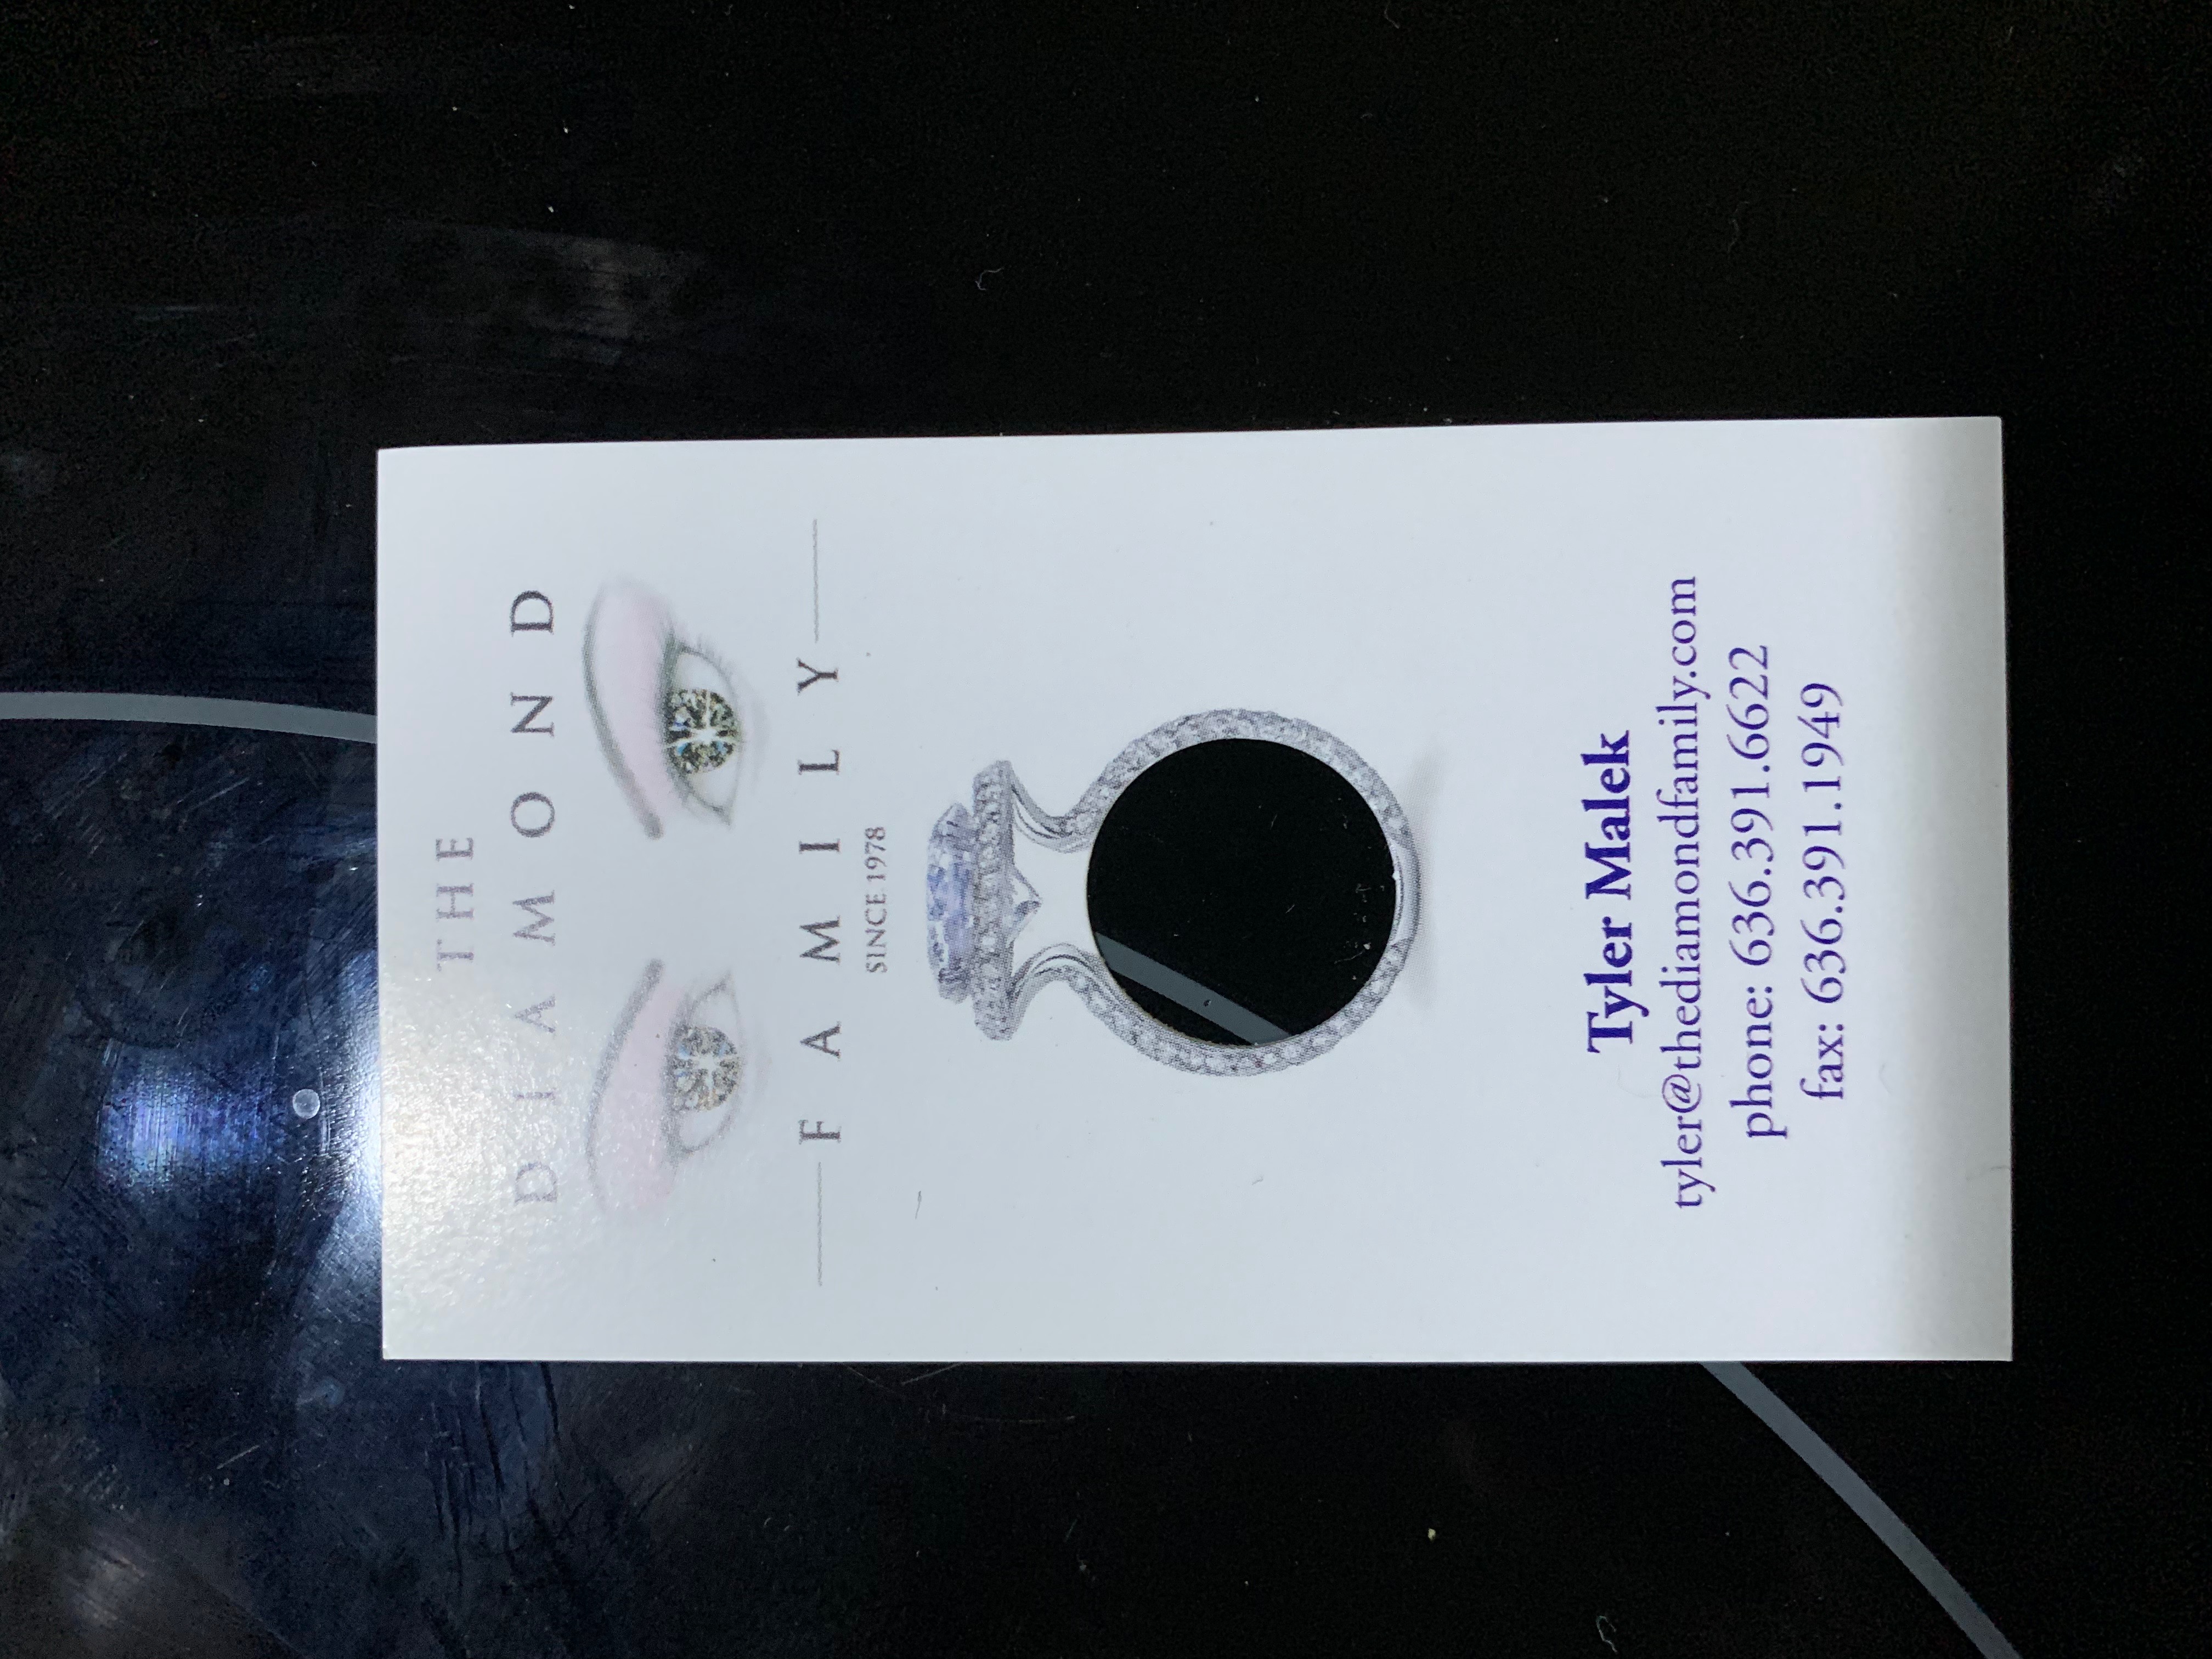 THE
DIAMOND
FAMILY
SINCE 1978
Tyler Malek
tyler@thediamondfamily.com
phone: 636.391.6622
fax: 636.391.1949